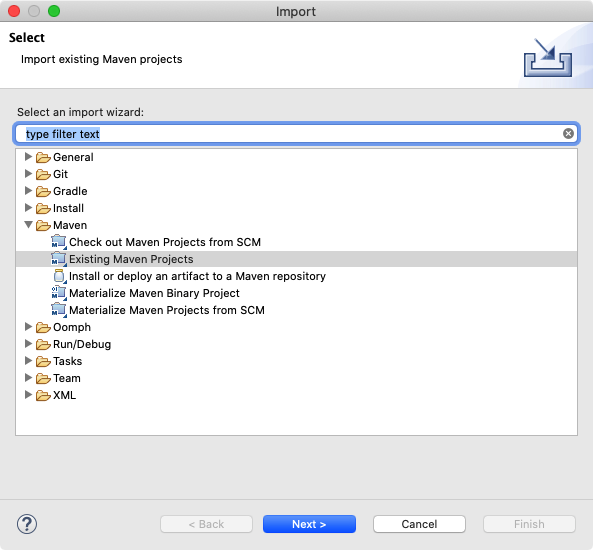 Import
Select
Import existing Maven projects
Select an import wizard:
type filter text
General
Git
Gradle
Install
Maven
Check out Maven Projects from SCM
Existing Maven Projects
Install or deploy an artifact to a Maven repository
Materialize Maven Binary Project
Materialize Maven Projects from SCM
Oomph
Run/Debug
Tasks
Team
XML
? < Back Next > Cancel Finish